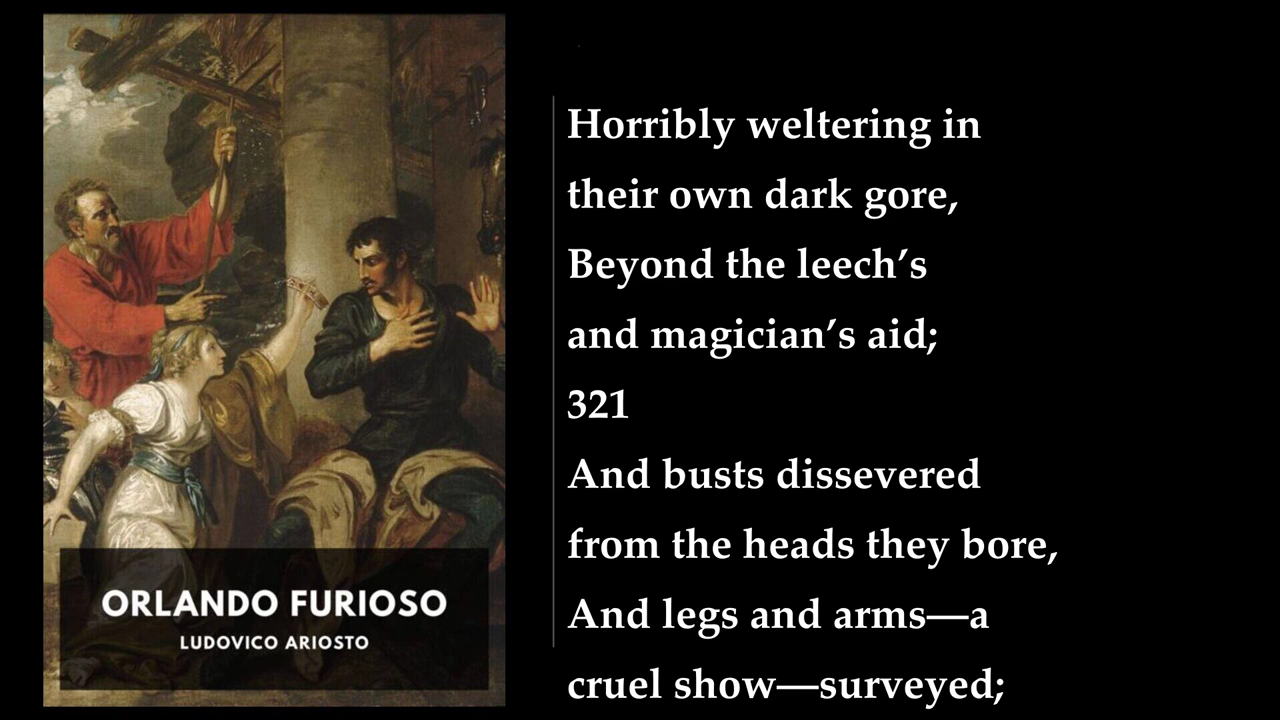 ORLANDO FURIOSO
LUDOVICO ARIOSTO
Horribly weltering in
their own dark gore,
Beyond the leech’s
and magician’s aid;
321
And busts dissevered
from the heads they bore,
And legs and arms—a
cruel show—surveyed;